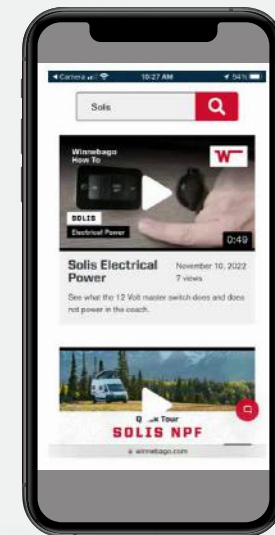 Camera
10:27 AM
94%
Solis
Winnebago
How To
W
SOLIS
Electrical Power
0:49
Solis Electrical
Power
November 10, 2022
7 views
See what the 12 Volt master switch does and does
not power in the coach.
Tour
SOLIS NPF
winnebago.com